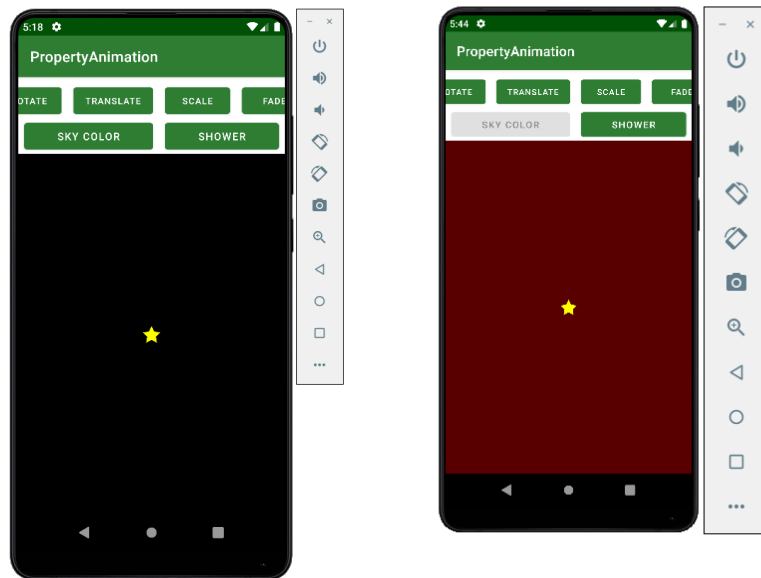 5:18
PropertyAnimation
OTATE TRANSLATE SCALE FADE
SKY COLOR SHOWER
5:44
PropertyAnimation
OTATE TRANSLATE SCALE FADE
SKY COLOR SHOWER